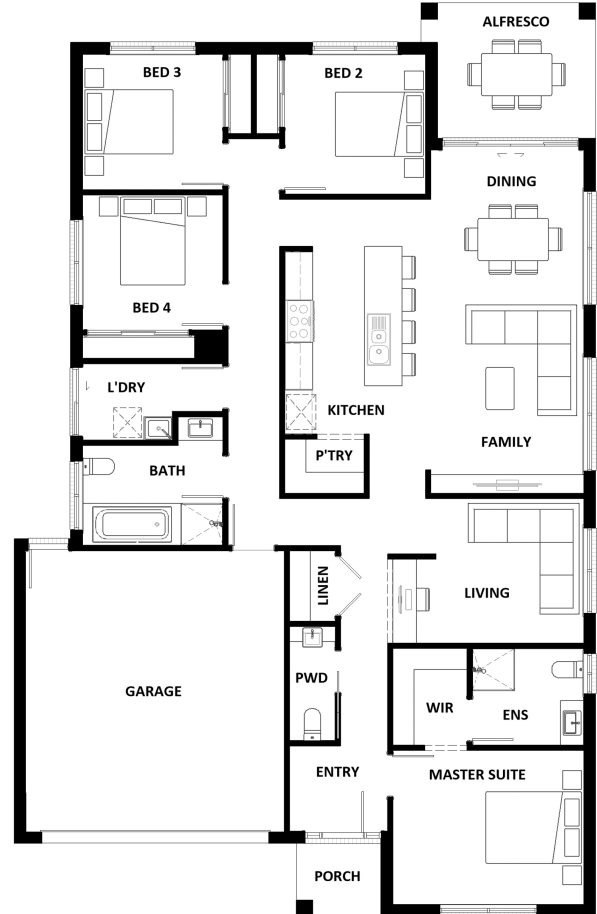 ALFRESCO
BED 3
BED 2
DINING
BED 4
L'DRY
KITCHEN
FAMILY
P'TRY
BATH
LINEN
LIVING
PWD
GARAGE
WIR
ENS
ENTRY
MASTER SUITE
PORCH